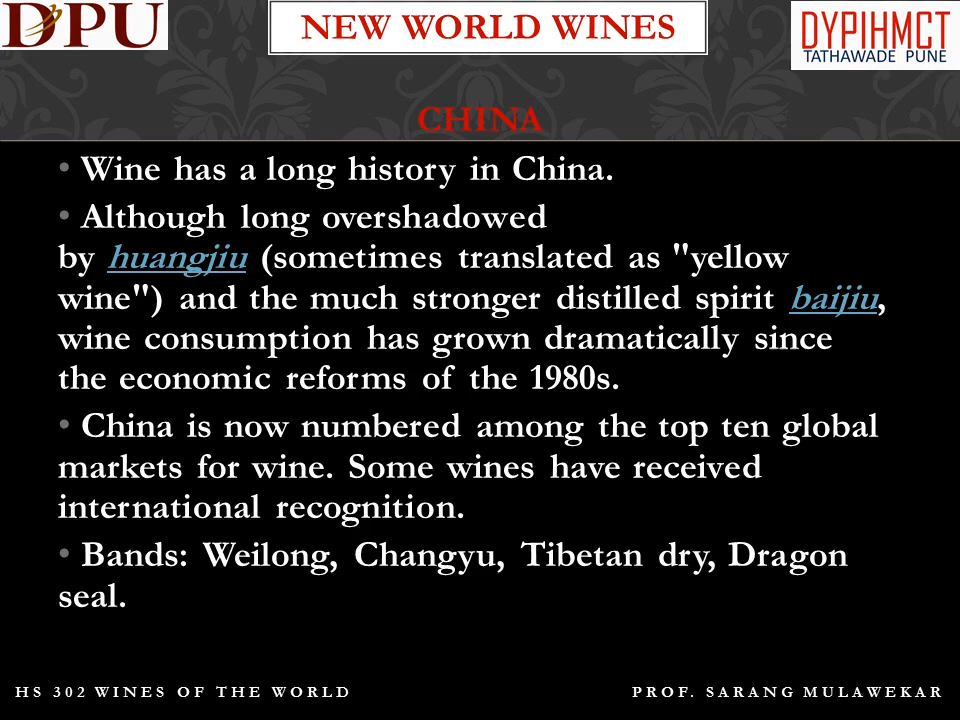 DPU
NEW WORLD WINES
DYPIHMCT
TATHAWADE PUNE
CHINA
• Wine has a long history in China.
• Although long overshadowed
by huangjiu (sometimes translated as "yellow
wine") and the much stronger distilled spirit baijiu,
wine consumption has grown dramatically since
the economic reforms of the 1980s.
• China is now numbered among the top ten global
markets for wine. Some wines have received
international recognition.
• Bands: Weilong, Changyu, Tibetan dry, Dragon
seal.
HS 302 WINES OF THE WORLD
PROF. SARANG MULAWEKAR